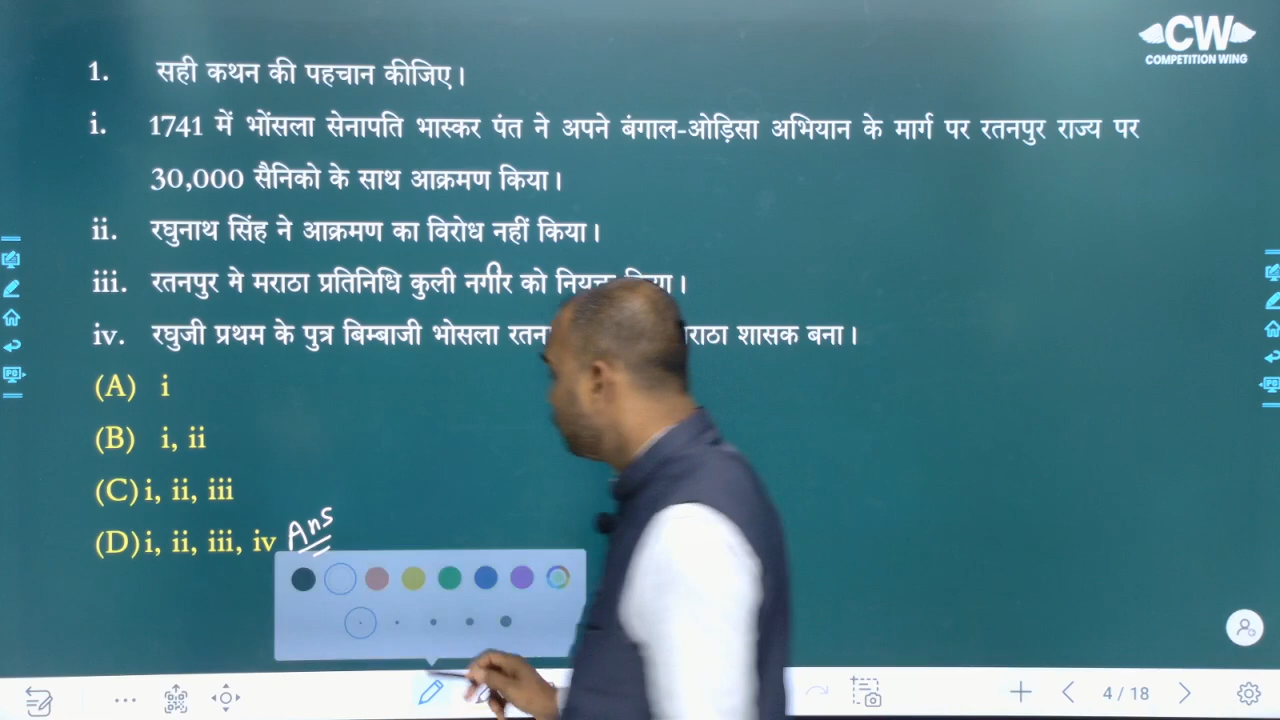 CW
COMPETITION WING
1. सही कथन की पहचान कीजिए।
i. 1741 में भोंसला सेनापति भास्कर पंत ने अपने बंगाल-ओड़िसा अभियान के मार्ग पर रतनपुर राज्य पर
30,000 सैनिको के साथ आक्रमण किया।
ii. रघुनाथ सिंह ने आक्रमण का विरोध नहीं किया।
iii. रतनपुर मे मराठा प्रतिनिधि कुली नगीर को
iv. रघुजी प्रथम के पुत्र बिम्बाजी भोसला शासक बना।
(A) i
(B) i, ii
(C) i, ii, iii
(D) i, ii, iii, iv Ans
4 / 18